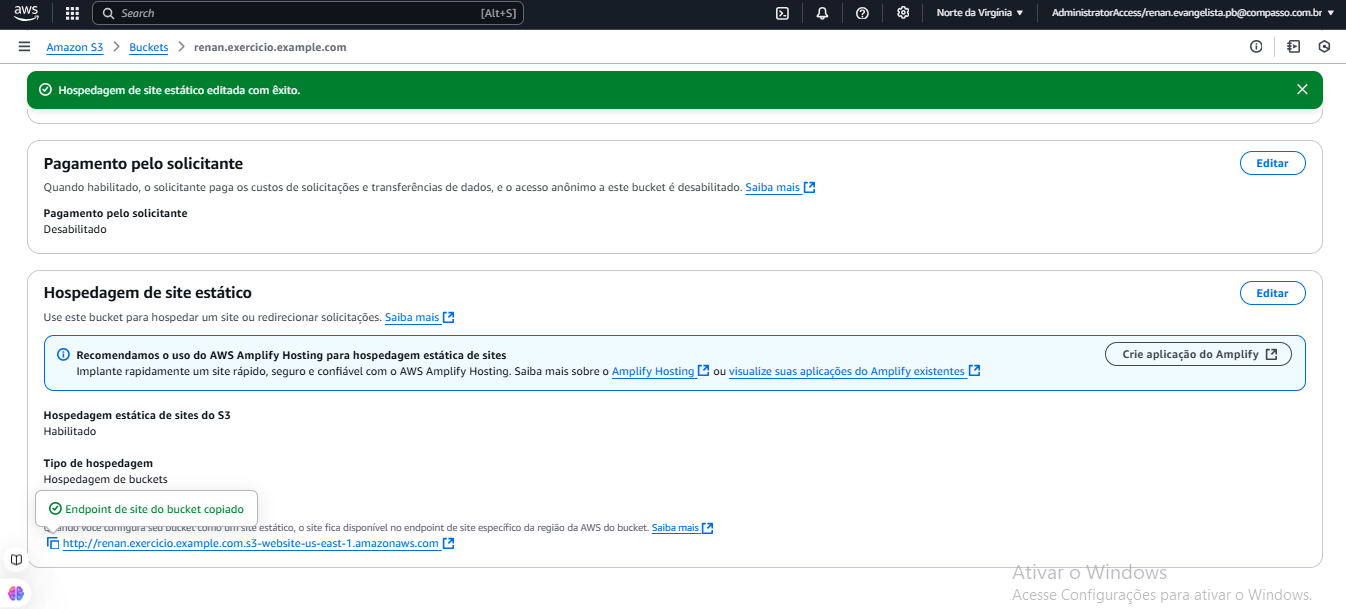 aws
Search [Alt+S]
Norte da Virgínia
AdministratorAccess/renan.evangelista.pb@compasso.com.br
Amazon S3 > Buckets > renan.exercicio.example.com
Hospedagem de site estático editada com êxito.
Pagamento pelo solicitante
Editar
Quando habilitado, o solicitante paga os custos de solicitações e transferências de dados, e o acesso anônimo a este bucket é desabilitado. Saiba mais
Pagamento pelo solicitante
Desabilitado
Hospedagem de site estático
Editar
Use este bucket para hospedar um site ou redirecionar solicitações. Saiba mais
Recomendamos o uso do AWS Amplify Hosting para hospedagem estática de sites
Crie aplicação do Amplify
Implante rapidamente um site rápido, seguro e confiável com o AWS Amplify Hosting. Saiba mais sobre o Amplify Hosting ou visualize suas aplicações do Amplify existentes
Hospedagem estática de sites do S3
Habilitado
Tipo de hospedagem
Hospedagem de buckets
Endpoint de site do bucket copiado
você configura seu bucket como um site estático, o site fica disponível no endpoint de site específico da região da AWS do bucket. Saiba mais
http://renan.exercicio.example.com.s3-website-us-east-1.amazonaws.com
Ativar o Windows
Acesse Configurações para ativar o Windows.